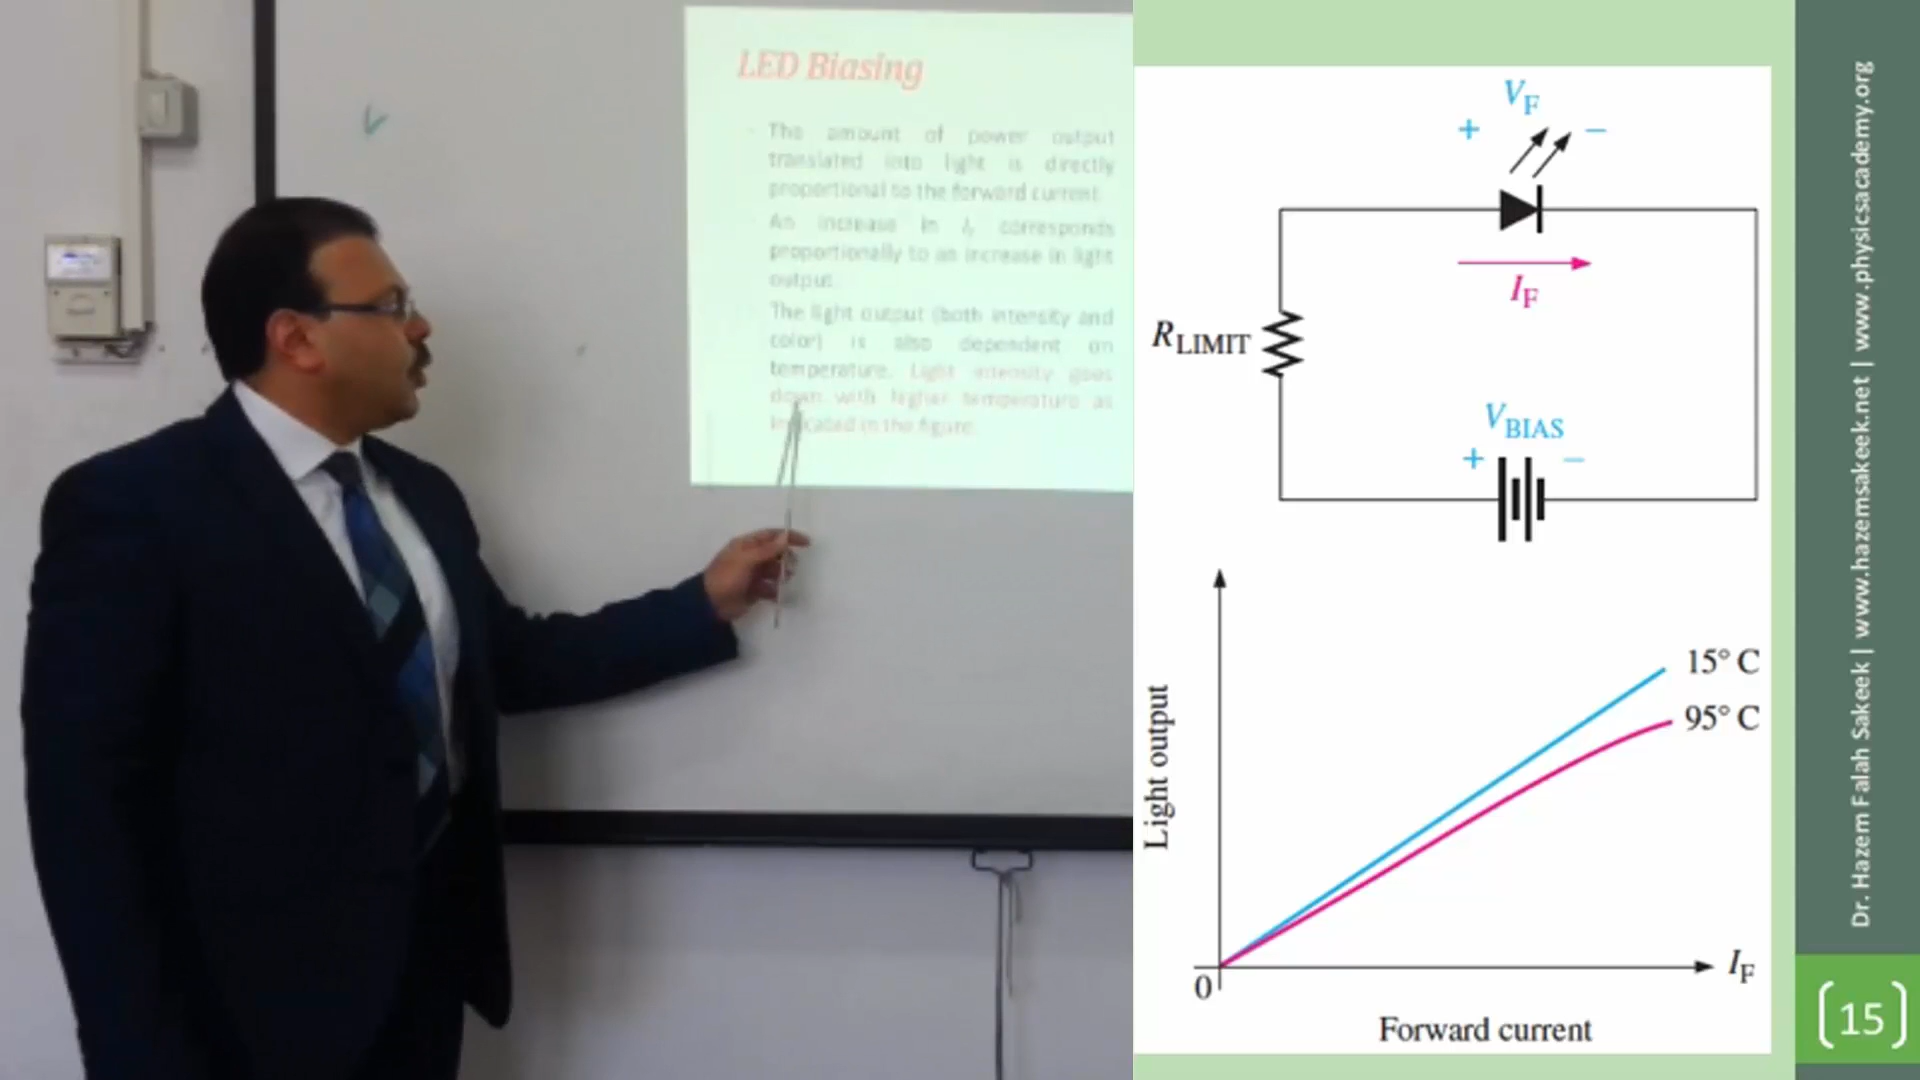 LED Biasing
The amount of power output
translated into light is directly
proportional to the forward current.
An increase in I_F corresponds
proportionally to an increase in light
output.
The light output (both intensity and
color) is also dependent on
temperature. Light intensity goes
down with higher temperature as
indicated in the figure.
V_F
+ −
I_F
R_LIMIT
V_BIAS
+ −
15° C
95° C
Light output
0
I_F
Forward current
Dr. Hazem Falah Sakeek | www.hazemsakeek.net | www.physicsacademy.org
15